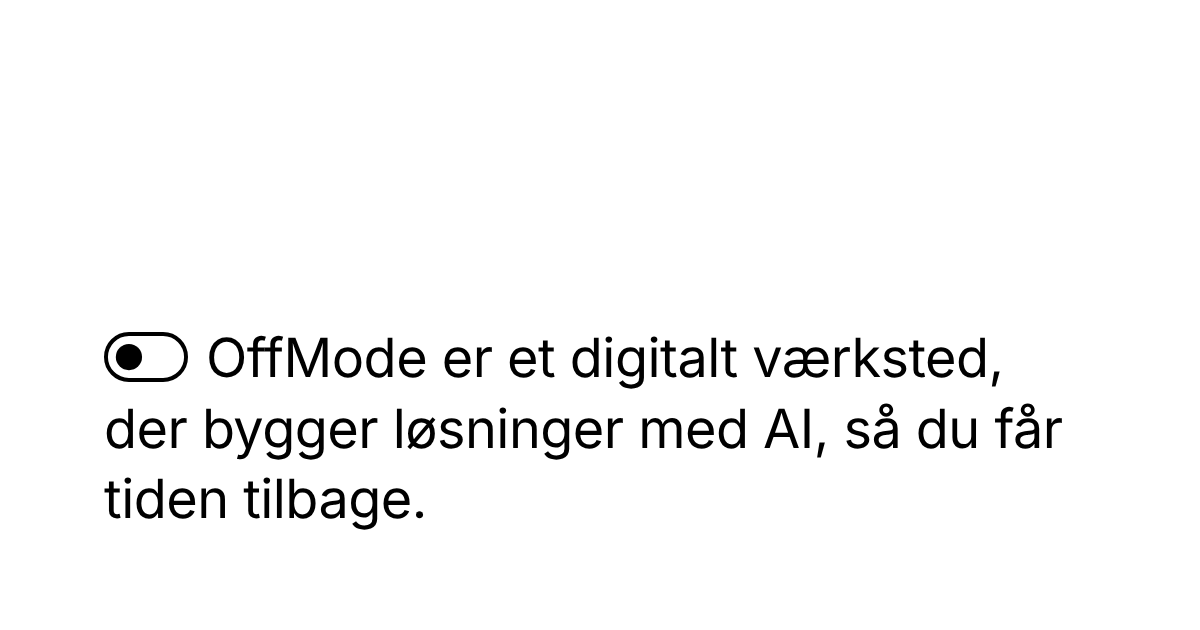 OffMode er et digitalt værksted,
der bygger løsninger med AI, så du får
tiden tilbage.